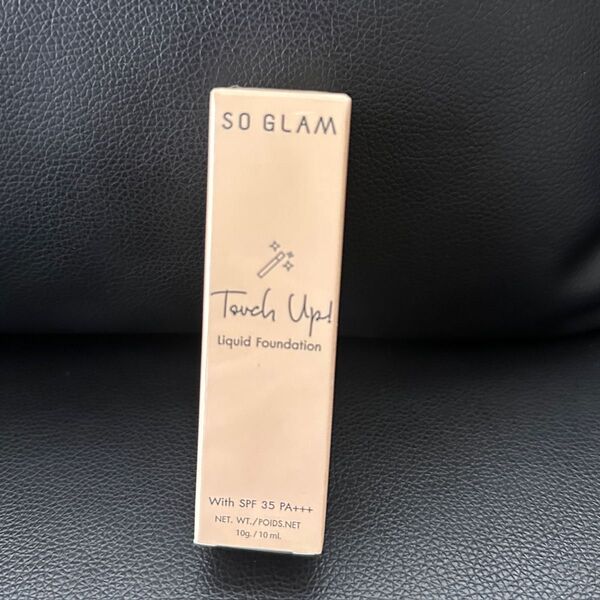 SO GLAM
Touch Up!
Liquid Foundation
With SPF 35 PA+++
NET. WT./POIDS.NET
10g. / 10 ml.